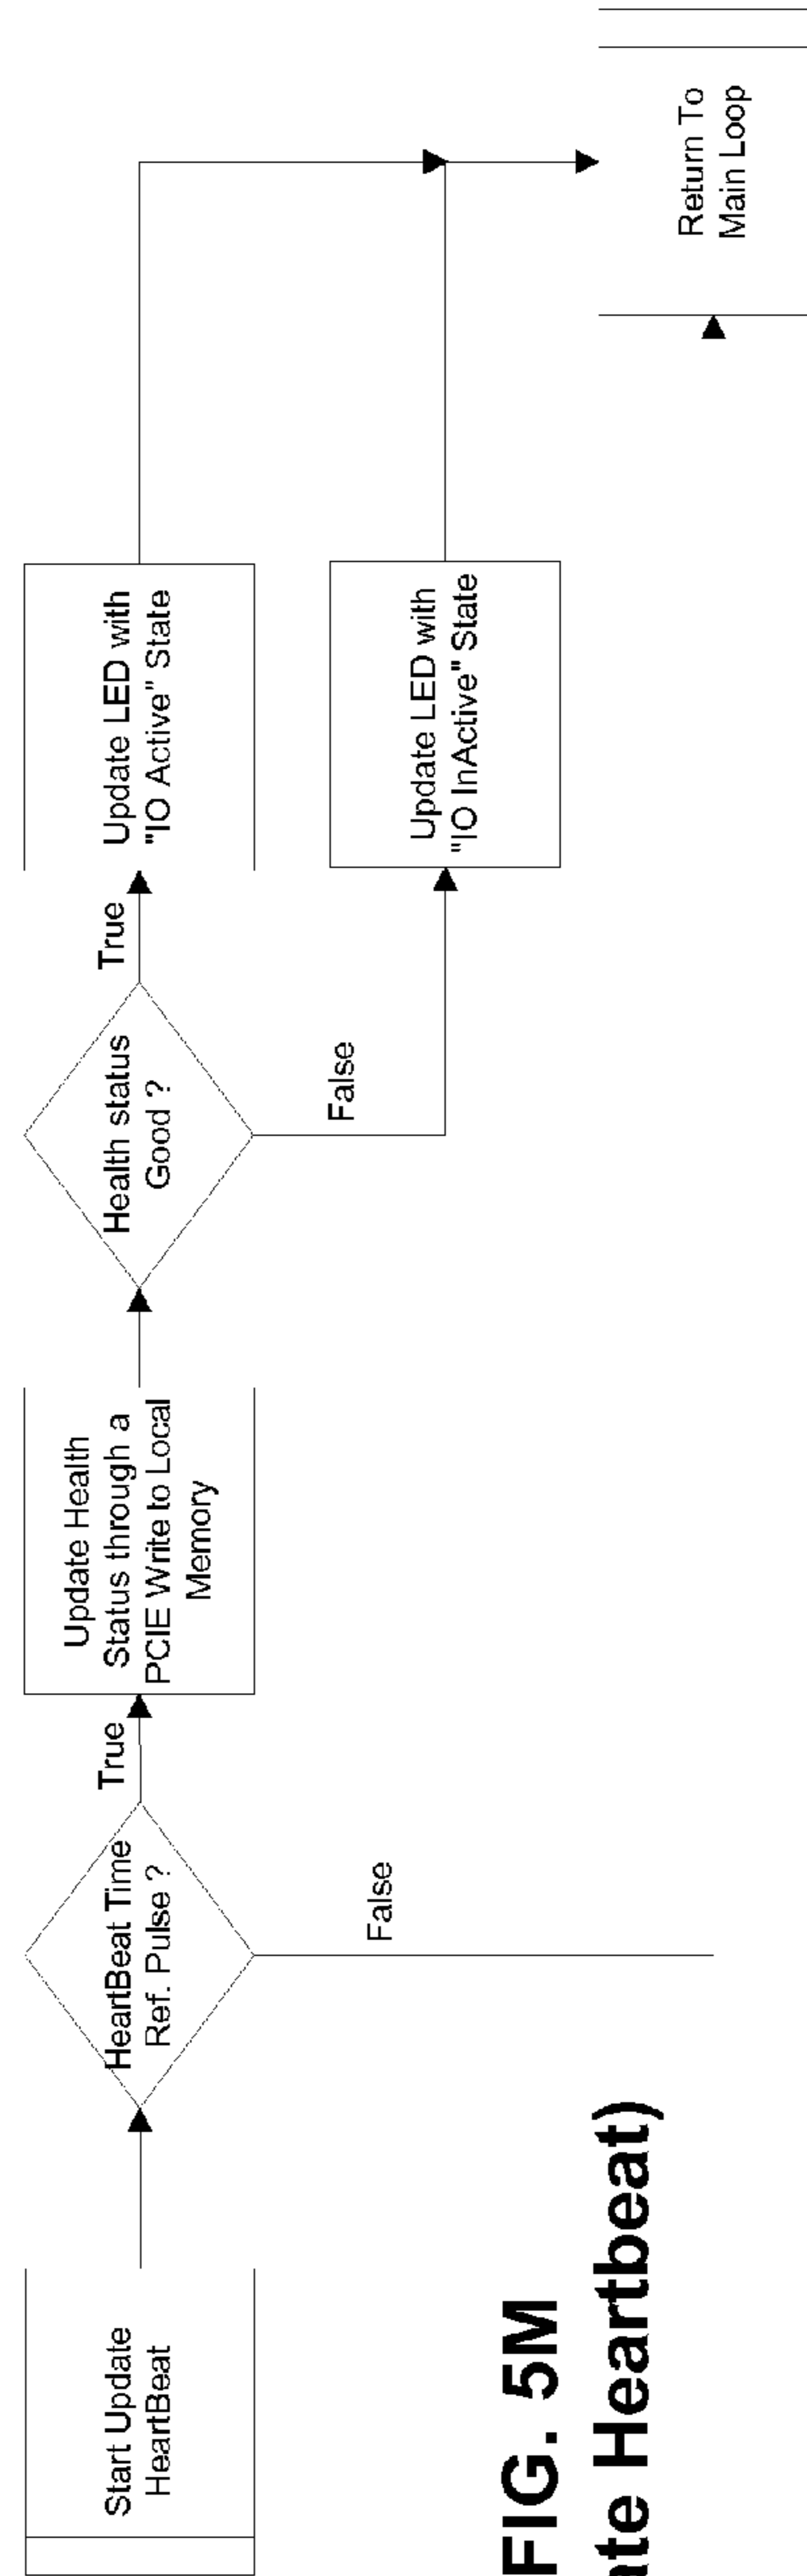 Start Update
HeartBeat
HeartBeat Time
Ref. Pulse ?
True
False
Update Health
Status through a
PCIE Write to Local
Memory
Health status
Good ?
True
False
Update LED with
"IO Active" State
Update LED with
"IO InActive" State
Return To
Main Loop
FIG. 5M
Heartbeat)